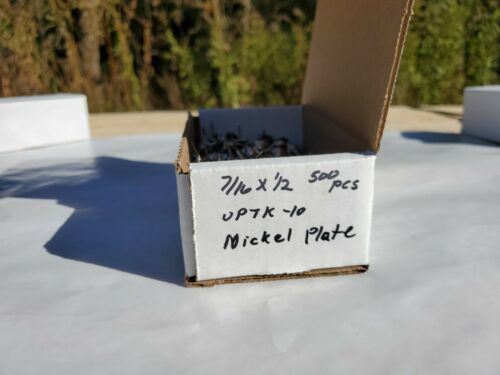 7/16 x 1/2 500 pcs
UPTK-10
Nickel Plate